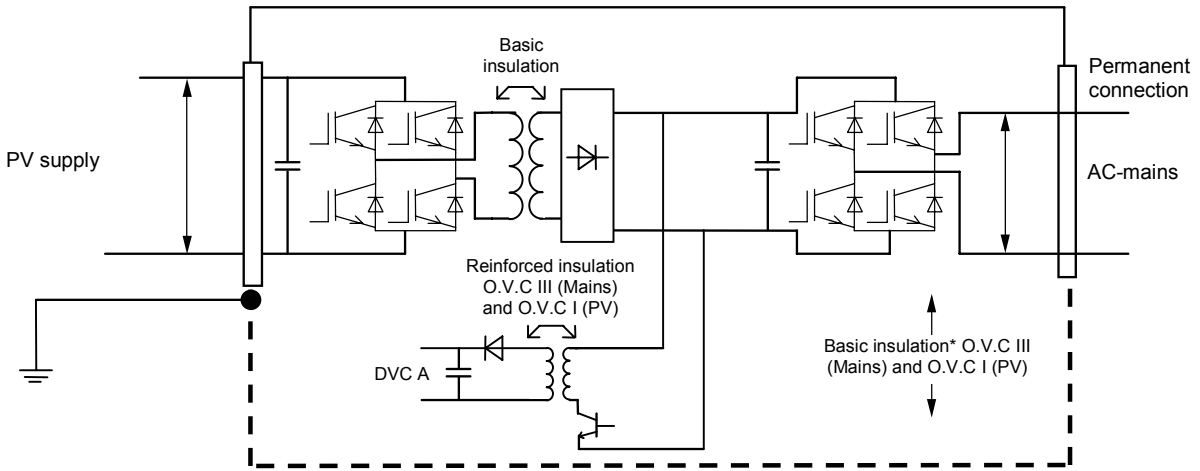 Basic
insulation
Permanent
connection
PV supply
AC-mains
Reinforced insulation
O.V.C III (Mains)
and O.V.C I (PV)
Basic insulation* O.V.C III
(Mains) and O.V.C I (PV)
DVC A